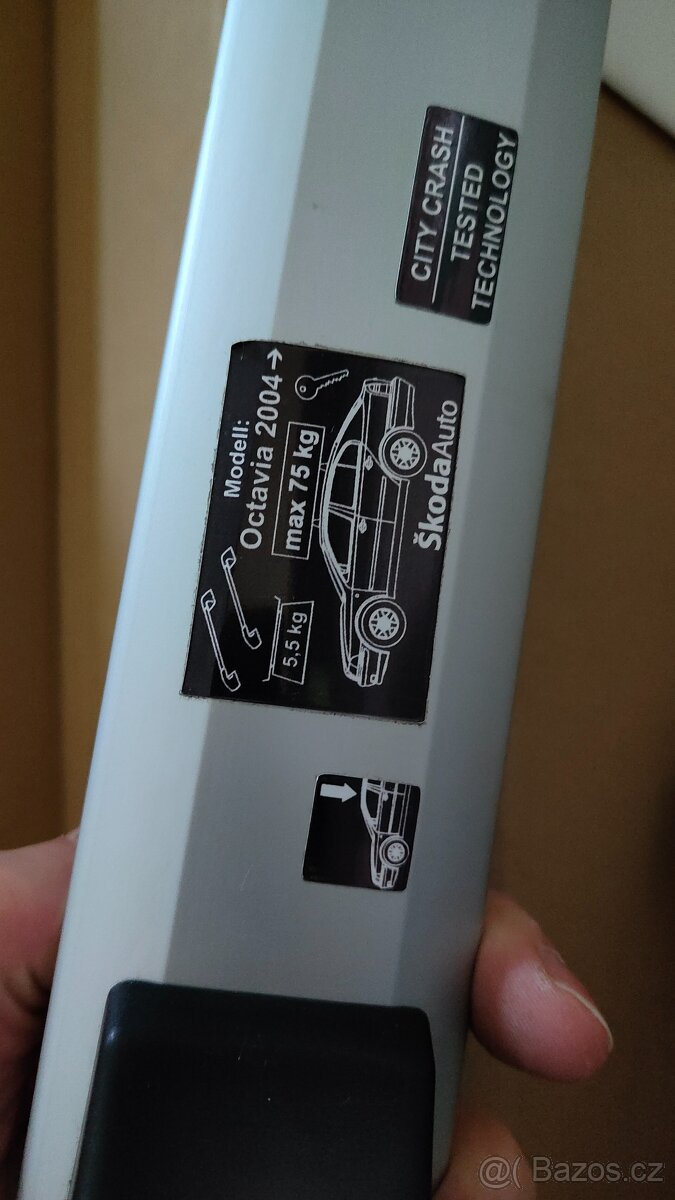 CITY CRASH
TESTED
TECHNOLOGY
Modell:
Octavia 2004→
max 75 kg
5,5 kg
ŠkodaAuto
@( Bazos.cz